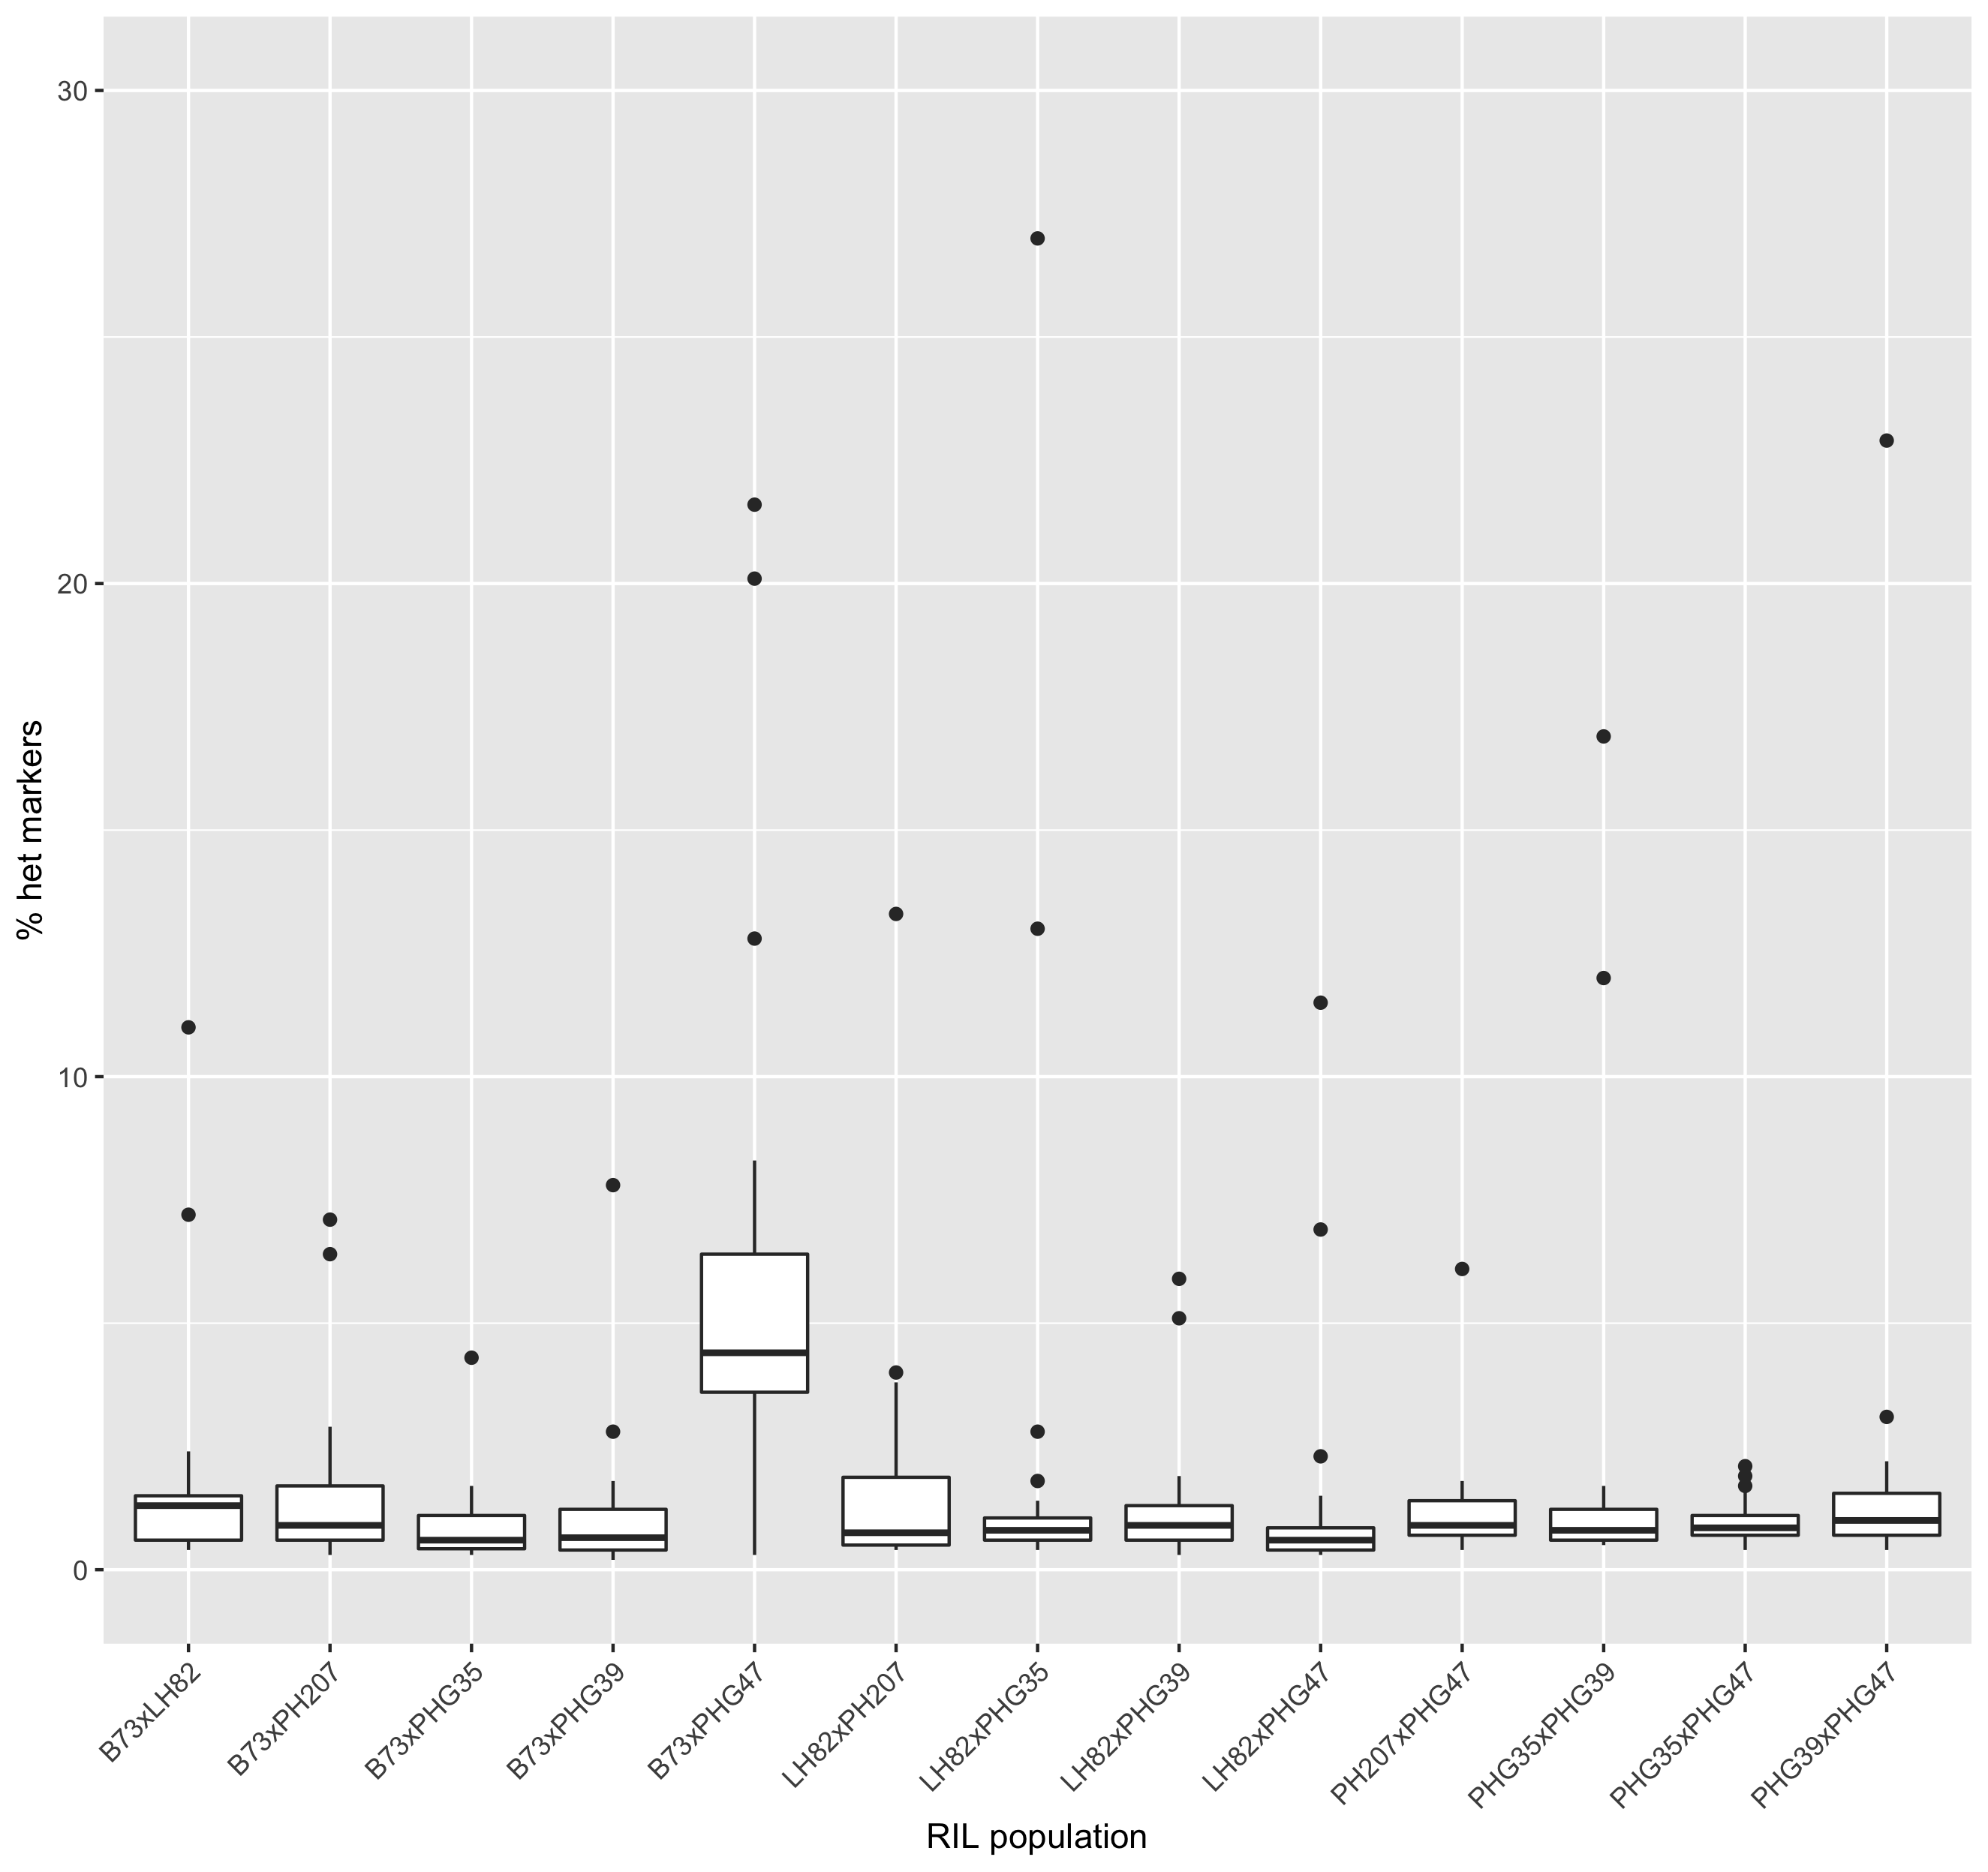 % het markers
30
20
10
0
B73xLH82
B73xPH207
B73xPHG35
B73xPHG39
B73xPHG47
LH82xPH207
LH82xPHG35
LH82xPHG39
LH82xPHG47
PH207xPHG47
PHG35xPHG39
PHG35xPHG47
PHG39xPHG47
RIL population